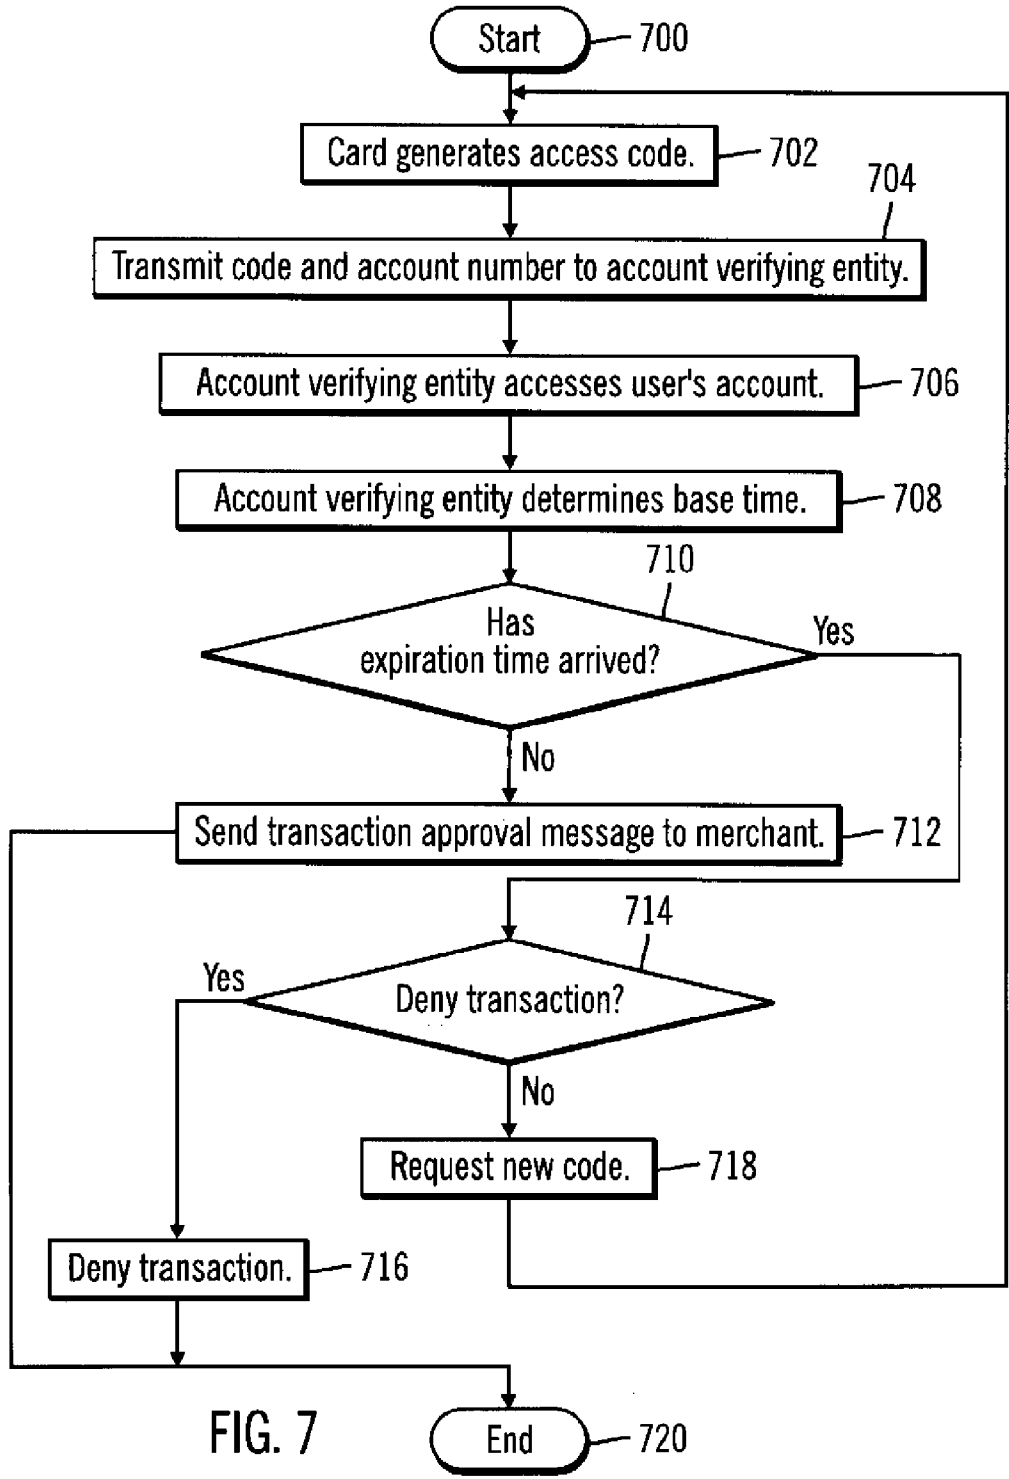 Start
700
Card generates access code.
702
704
Transmit code and account number to account verifying entity.
Account verifying entity accesses user's account.
706
Account verifying entity determines base time.
708
710
Has
expiration time arrived?
Yes
No
Send transaction approval message to merchant.
712
714
Yes
Deny transaction?
No
Request new code.
718
Deny transaction.
716
FIG. 7
End
720